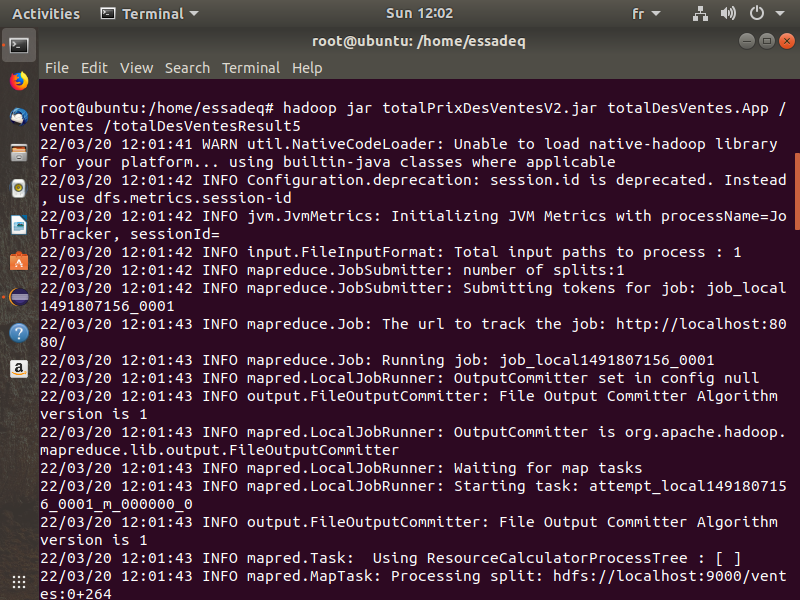 Activities Terminal Sun 12:02 fr
root@ubuntu: /home/essadeq
File Edit View Search Terminal Help
root@ubuntu:/home/essadeq# hadoop jar totalPrixDesVentesV2.jar totalDesVentes.App /
ventes /totalDesVentesResult5
22/03/20 12:01:41 WARN util.NativeCodeLoader: Unable to load native-hadoop library
for your platform... using builtin-java classes where applicable
22/03/20 12:01:42 INFO Configuration.deprecation: session.id is deprecated. Instead
, use dfs.metrics.session-id
22/03/20 12:01:42 INFO jvm.JvmMetrics: Initializing JVM Metrics with processName=Jo
bTracker, sessionId=
22/03/20 12:01:42 INFO input.FileInputFormat: Total input paths to process : 1
22/03/20 12:01:42 INFO mapreduce.JobSubmitter: number of splits:1
22/03/20 12:01:42 INFO mapreduce.JobSubmitter: Submitting tokens for job: job_local
1491807156_0001
22/03/20 12:01:43 INFO mapreduce.Job: The url to track the job: http://localhost:80
80/
22/03/20 12:01:43 INFO mapreduce.Job: Running job: job_local1491807156_0001
22/03/20 12:01:43 INFO mapred.LocalJobRunner: OutputCommitter set in config null
22/03/20 12:01:43 INFO output.FileOutputCommitter: File Output Committer Algorithm
version is 1
22/03/20 12:01:43 INFO mapred.LocalJobRunner: OutputCommitter is org.apache.hadoop.
mapreduce.lib.output.FileOutputCommitter
22/03/20 12:01:43 INFO mapred.LocalJobRunner: Waiting for map tasks
22/03/20 12:01:43 INFO mapred.LocalJobRunner: Starting task: attempt_local149180715
6_0001_m_000000_0
22/03/20 12:01:43 INFO output.FileOutputCommitter: File Output Committer Algorithm
version is 1
22/03/20 12:01:43 INFO mapred.Task:  Using ResourceCalculatorProcessTree : [ ]
22/03/20 12:01:43 INFO mapred.MapTask: Processing split: hdfs://localhost:9000/vent
es:0+264